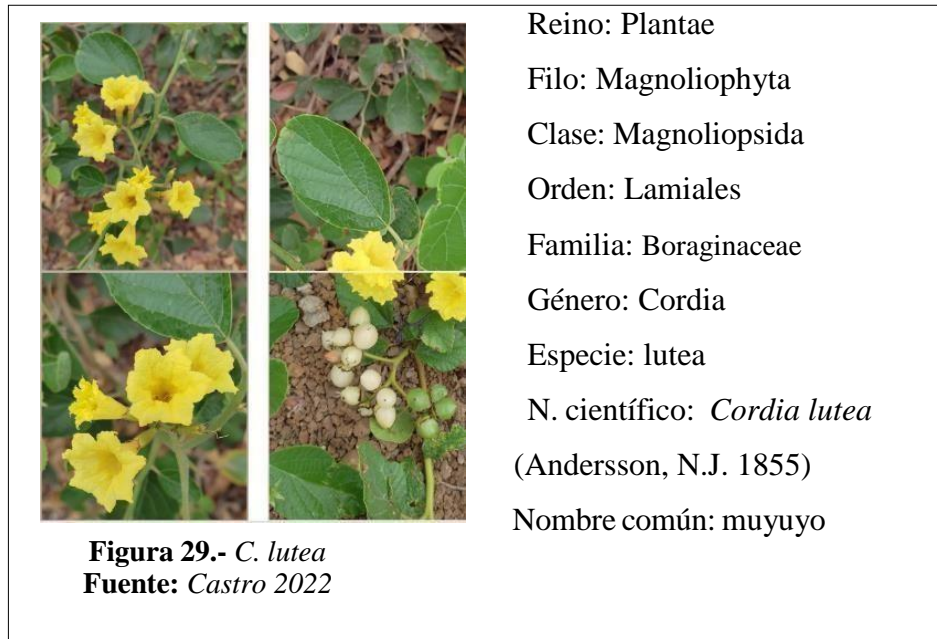 Reino: Plantae
Filo: Magnoliophyta
Clase: Magnoliopsida
Orden: Lamiales
Familia: Boraginaceae
Género: Cordia
Especie: lutea
N. científico: Cordia lutea
(Andersson, N.J. 1855)
Nombre común: muyuyo
Figura 29.- C. lutea
Fuente: Castro 2022